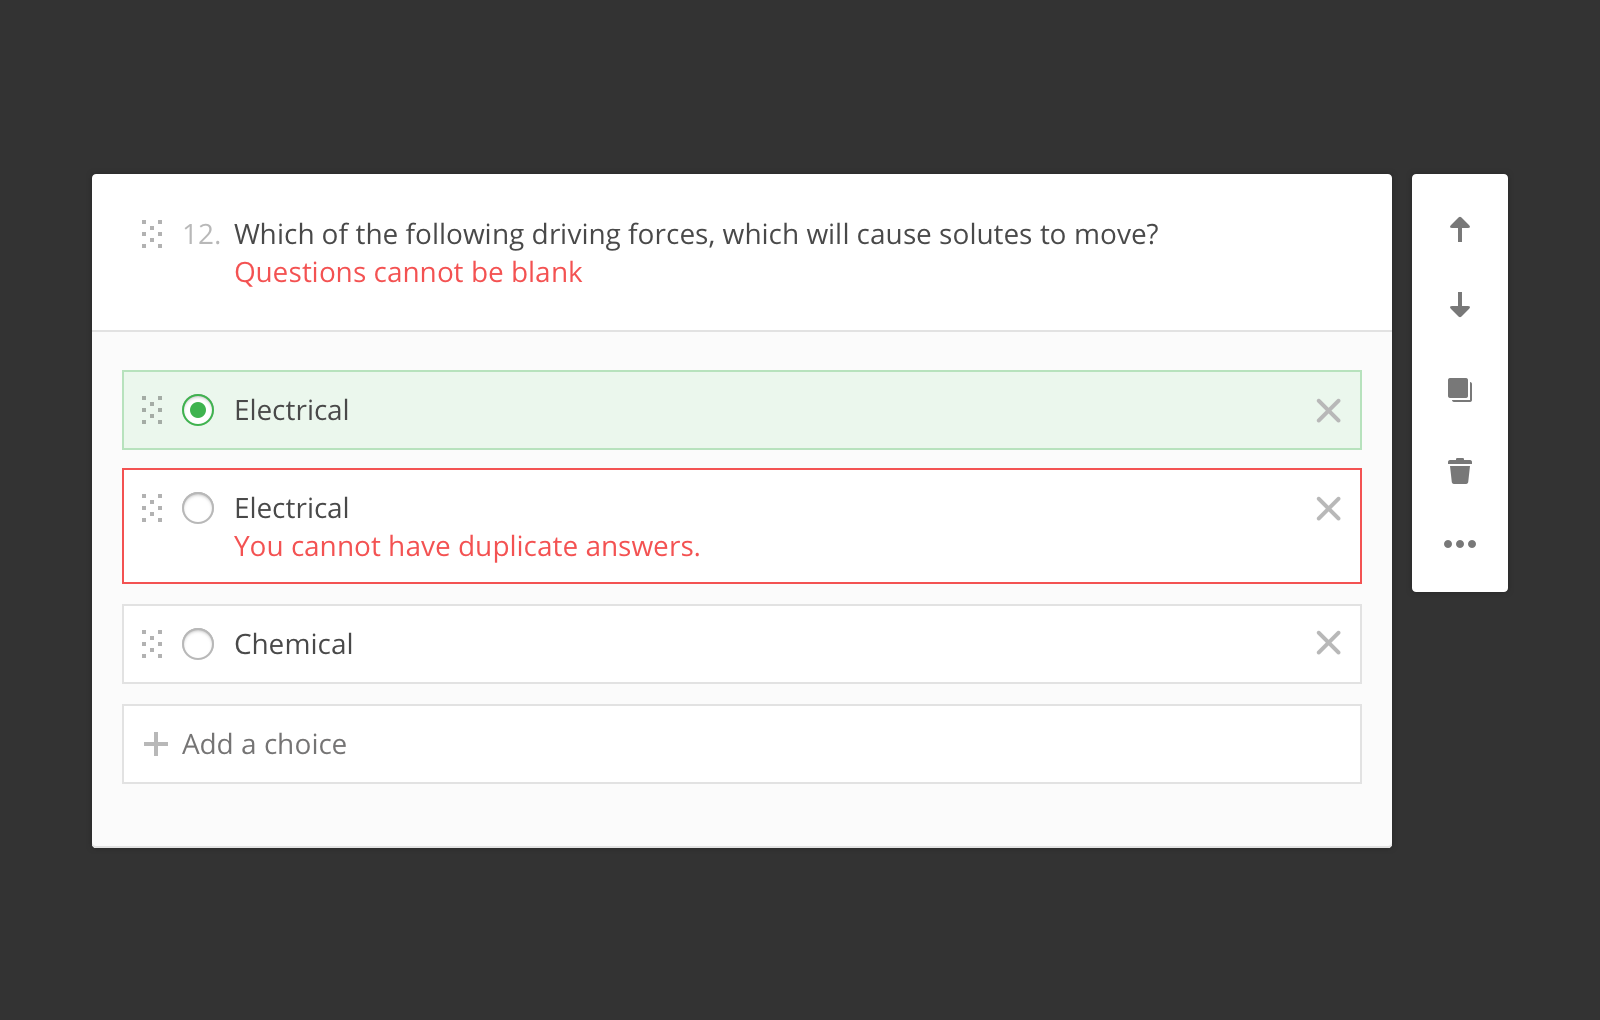 12. Which of the following driving forces, which will cause solutes to move?
Questions cannot be blank
Electrical
Electrical
You cannot have duplicate answers.
Chemical
Add a choice